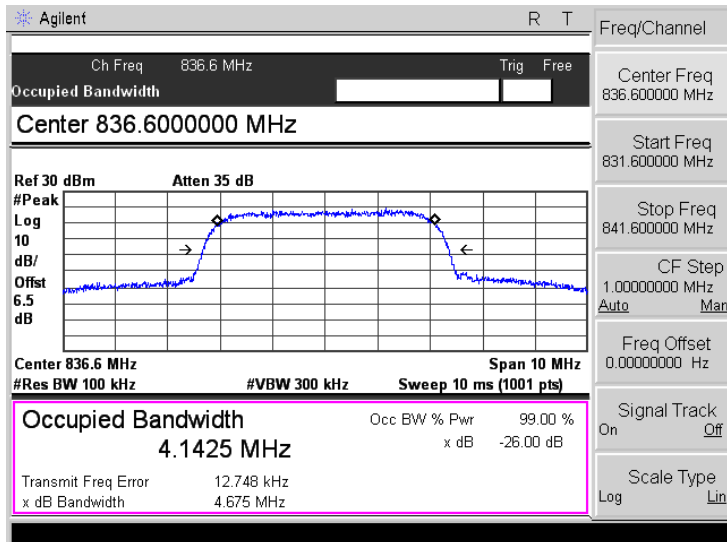 Agilent
R T
Ch Freq 836.6 MHz
Trig Free
Occupied Bandwidth
Center 836.6000000 MHz
Ref 30 dBm
Atten 35 dB
#Peak
Log
10
dB/
Offst
6.5
dB
Center 836.6 MHz
Span 10 MHz
#Res BW 100 kHz
#VBW 300 kHz
Sweep 10 ms (1001 pts)
Occupied Bandwidth
4.1425 MHz
Occ BW % Pwr 99.00 %
x dB -26.00 dB
Transmit Freq Error 12.748 kHz
x dB Bandwidth 4.675 MHz
Freq/Channel
Center Freq
836.600000 MHz
Start Freq
831.600000 MHz
Stop Freq
841.600000 MHz
CF Step
1.00000000 MHz
Auto Man
Freq Offset
0.00000000 Hz
Signal Track
On Off
Scale Type
Log Lin